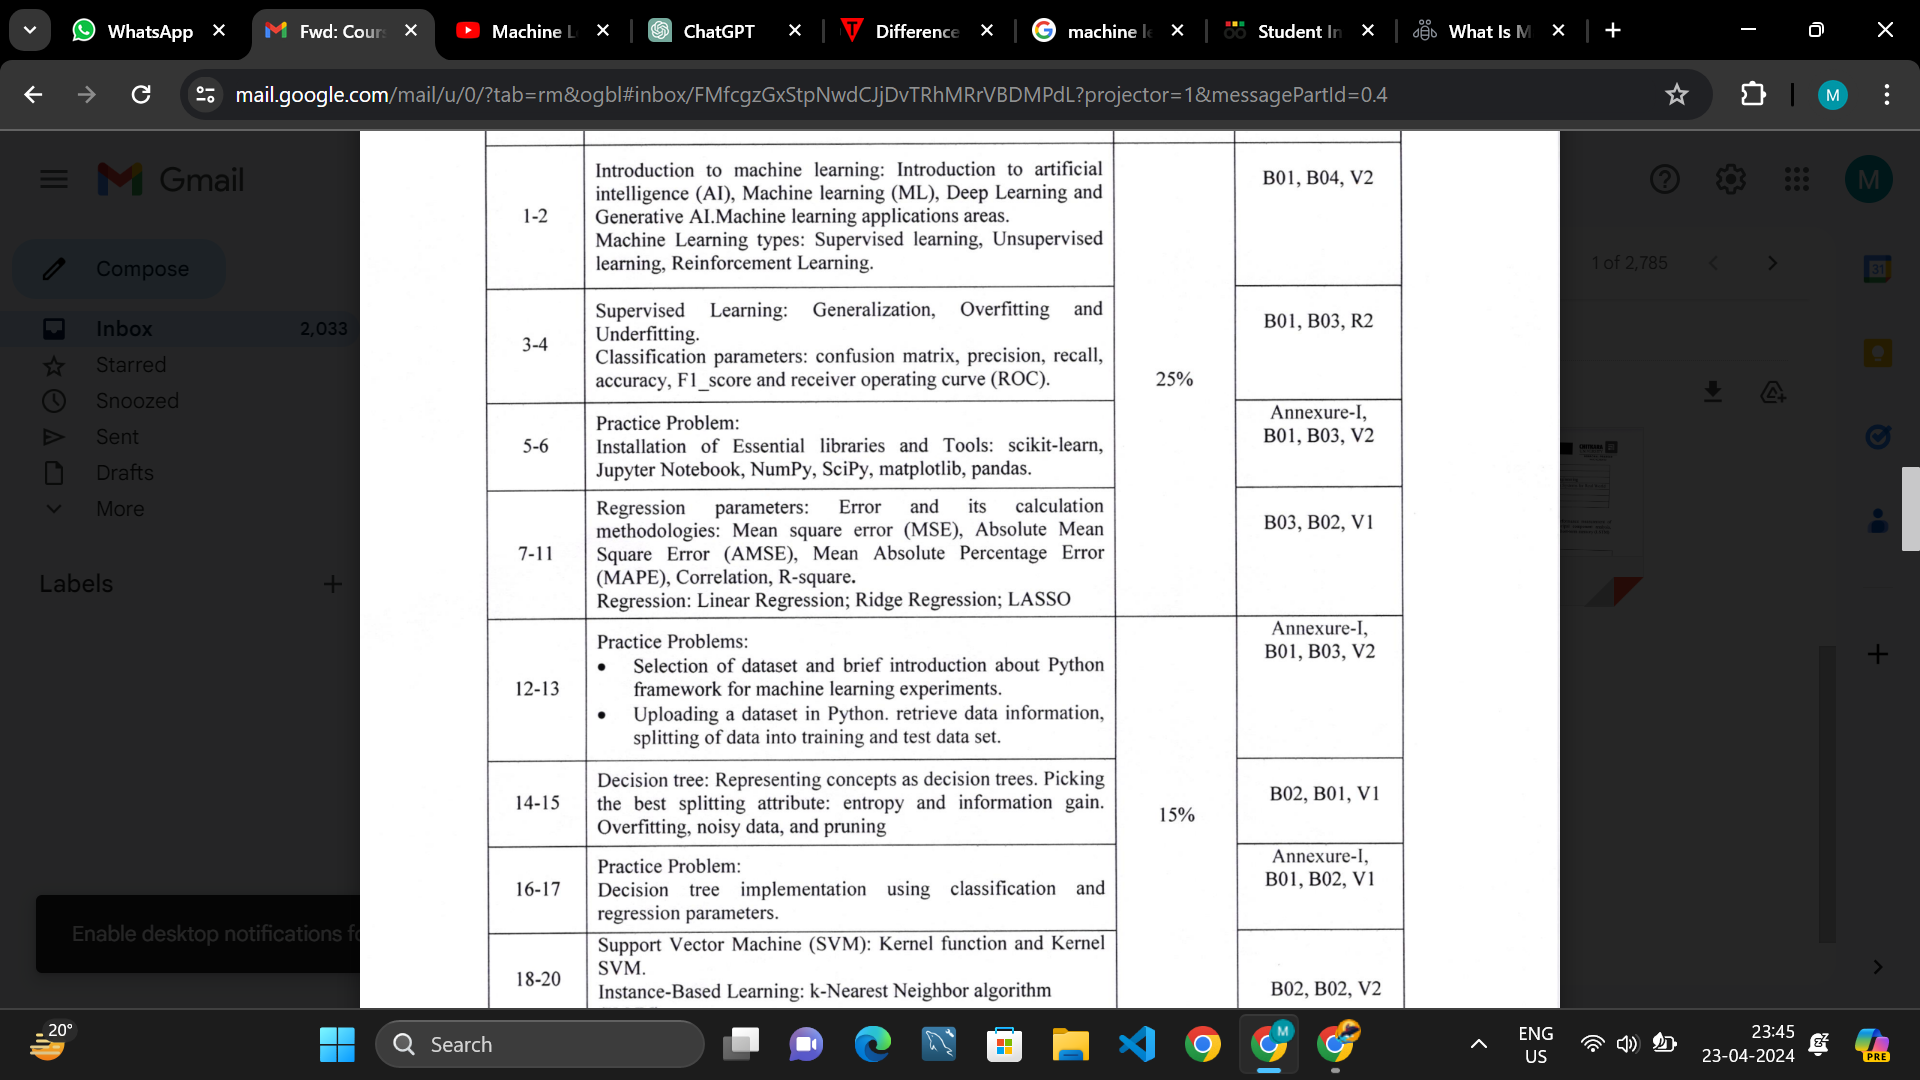 WhatsApp
Fwd: Cour
Machine L
ChatGPT
Difference
machine le
Student In
What Is M
mail.google.com/mail/u/0/?tab=rm&ogbl#inbox/FMfcgzGxStpNwdCJjDvTRhMRrVBDMPdL?projector=1&messagePartId=0.4
M
Gmail
M
Compose
1 of 2,785
31
Inbox 2,033
Starred
Snoozed
Sent
Drafts
More
Labels
Enable desktop notifications fo
1-2
Introduction to machine learning: Introduction to artificial
intelligence (AI), Machine learning (ML), Deep Learning and
Generative AI.Machine learning applications areas.
Machine Learning types: Supervised learning, Unsupervised
learning, Reinforcement Learning.
B01, B04, V2
3-4
Supervised Learning: Generalization, Overfitting and
Underfitting.
Classification parameters: confusion matrix, precision, recall,
accuracy, F1_score and receiver operating curve (ROC).
25%
B01, B03, R2
5-6
Practice Problem:
Installation of Essential libraries and Tools: scikit-learn,
Jupyter Notebook, NumPy, SciPy, matplotlib, pandas.
Annexure-I,
B01, B03, V2
7-11
Regression parameters: Error and its calculation
methodologies: Mean square error (MSE), Absolute Mean
Square Error (AMSE), Mean Absolute Percentage Error
(MAPE), Correlation, R-square.
Regression: Linear Regression; Ridge Regression; LASSO
B03, B02, V1
12-13
Practice Problems:
• Selection of dataset and brief introduction about Python
framework for machine learning experiments.
• Uploading a dataset in Python. retrieve data information,
splitting of data into training and test data set.
Annexure-I,
B01, B03, V2
14-15
Decision tree: Representing concepts as decision trees. Picking
the best splitting attribute: entropy and information gain.
Overfitting, noisy data, and pruning
15%
B02, B01, V1
16-17
Practice Problem:
Decision tree implementation using classification and
regression parameters.
Annexure-I,
B01, B02, V1
18-20
Support Vector Machine (SVM): Kernel function and Kernel
SVM.
Instance-Based Learning: k-Nearest Neighbor algorithm
B02, B02, V2
20°
Search
M
ENG
US
23:45
23-04-2024
PRE